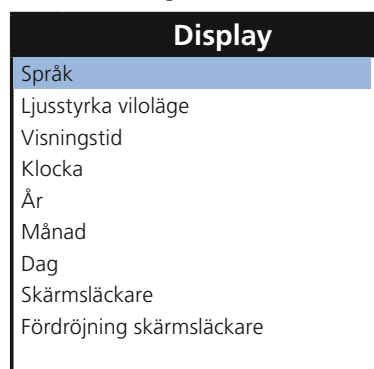 Display
Språk
Ljusstyrka viloläge
Visningstid
Klocka
År
Månad
Dag
Skärmsläckare
Fördröjning skärmsläckare